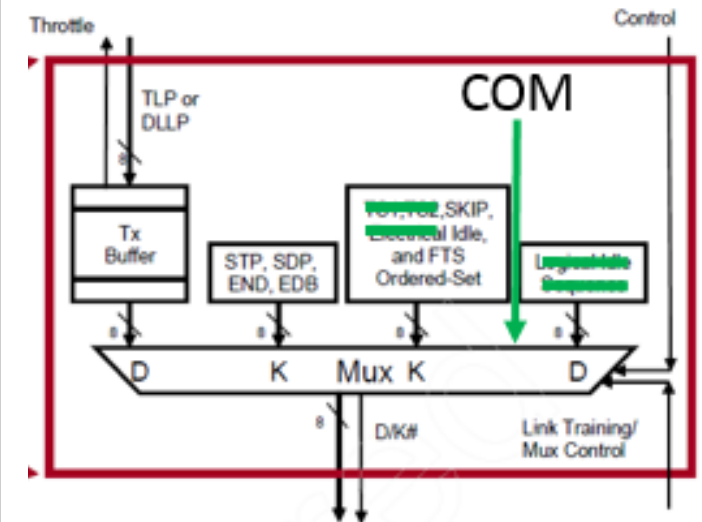 Throttle
Control
TLP or
DLLP
COM
8
Tx
Buffer
STP, SDP,
END, EDB
SKIP,
Idle,
and FTS
Ordered-Set
8
8
8
8
D
K
Mux K
D
8
D/K#
Link Training/
Mux Control